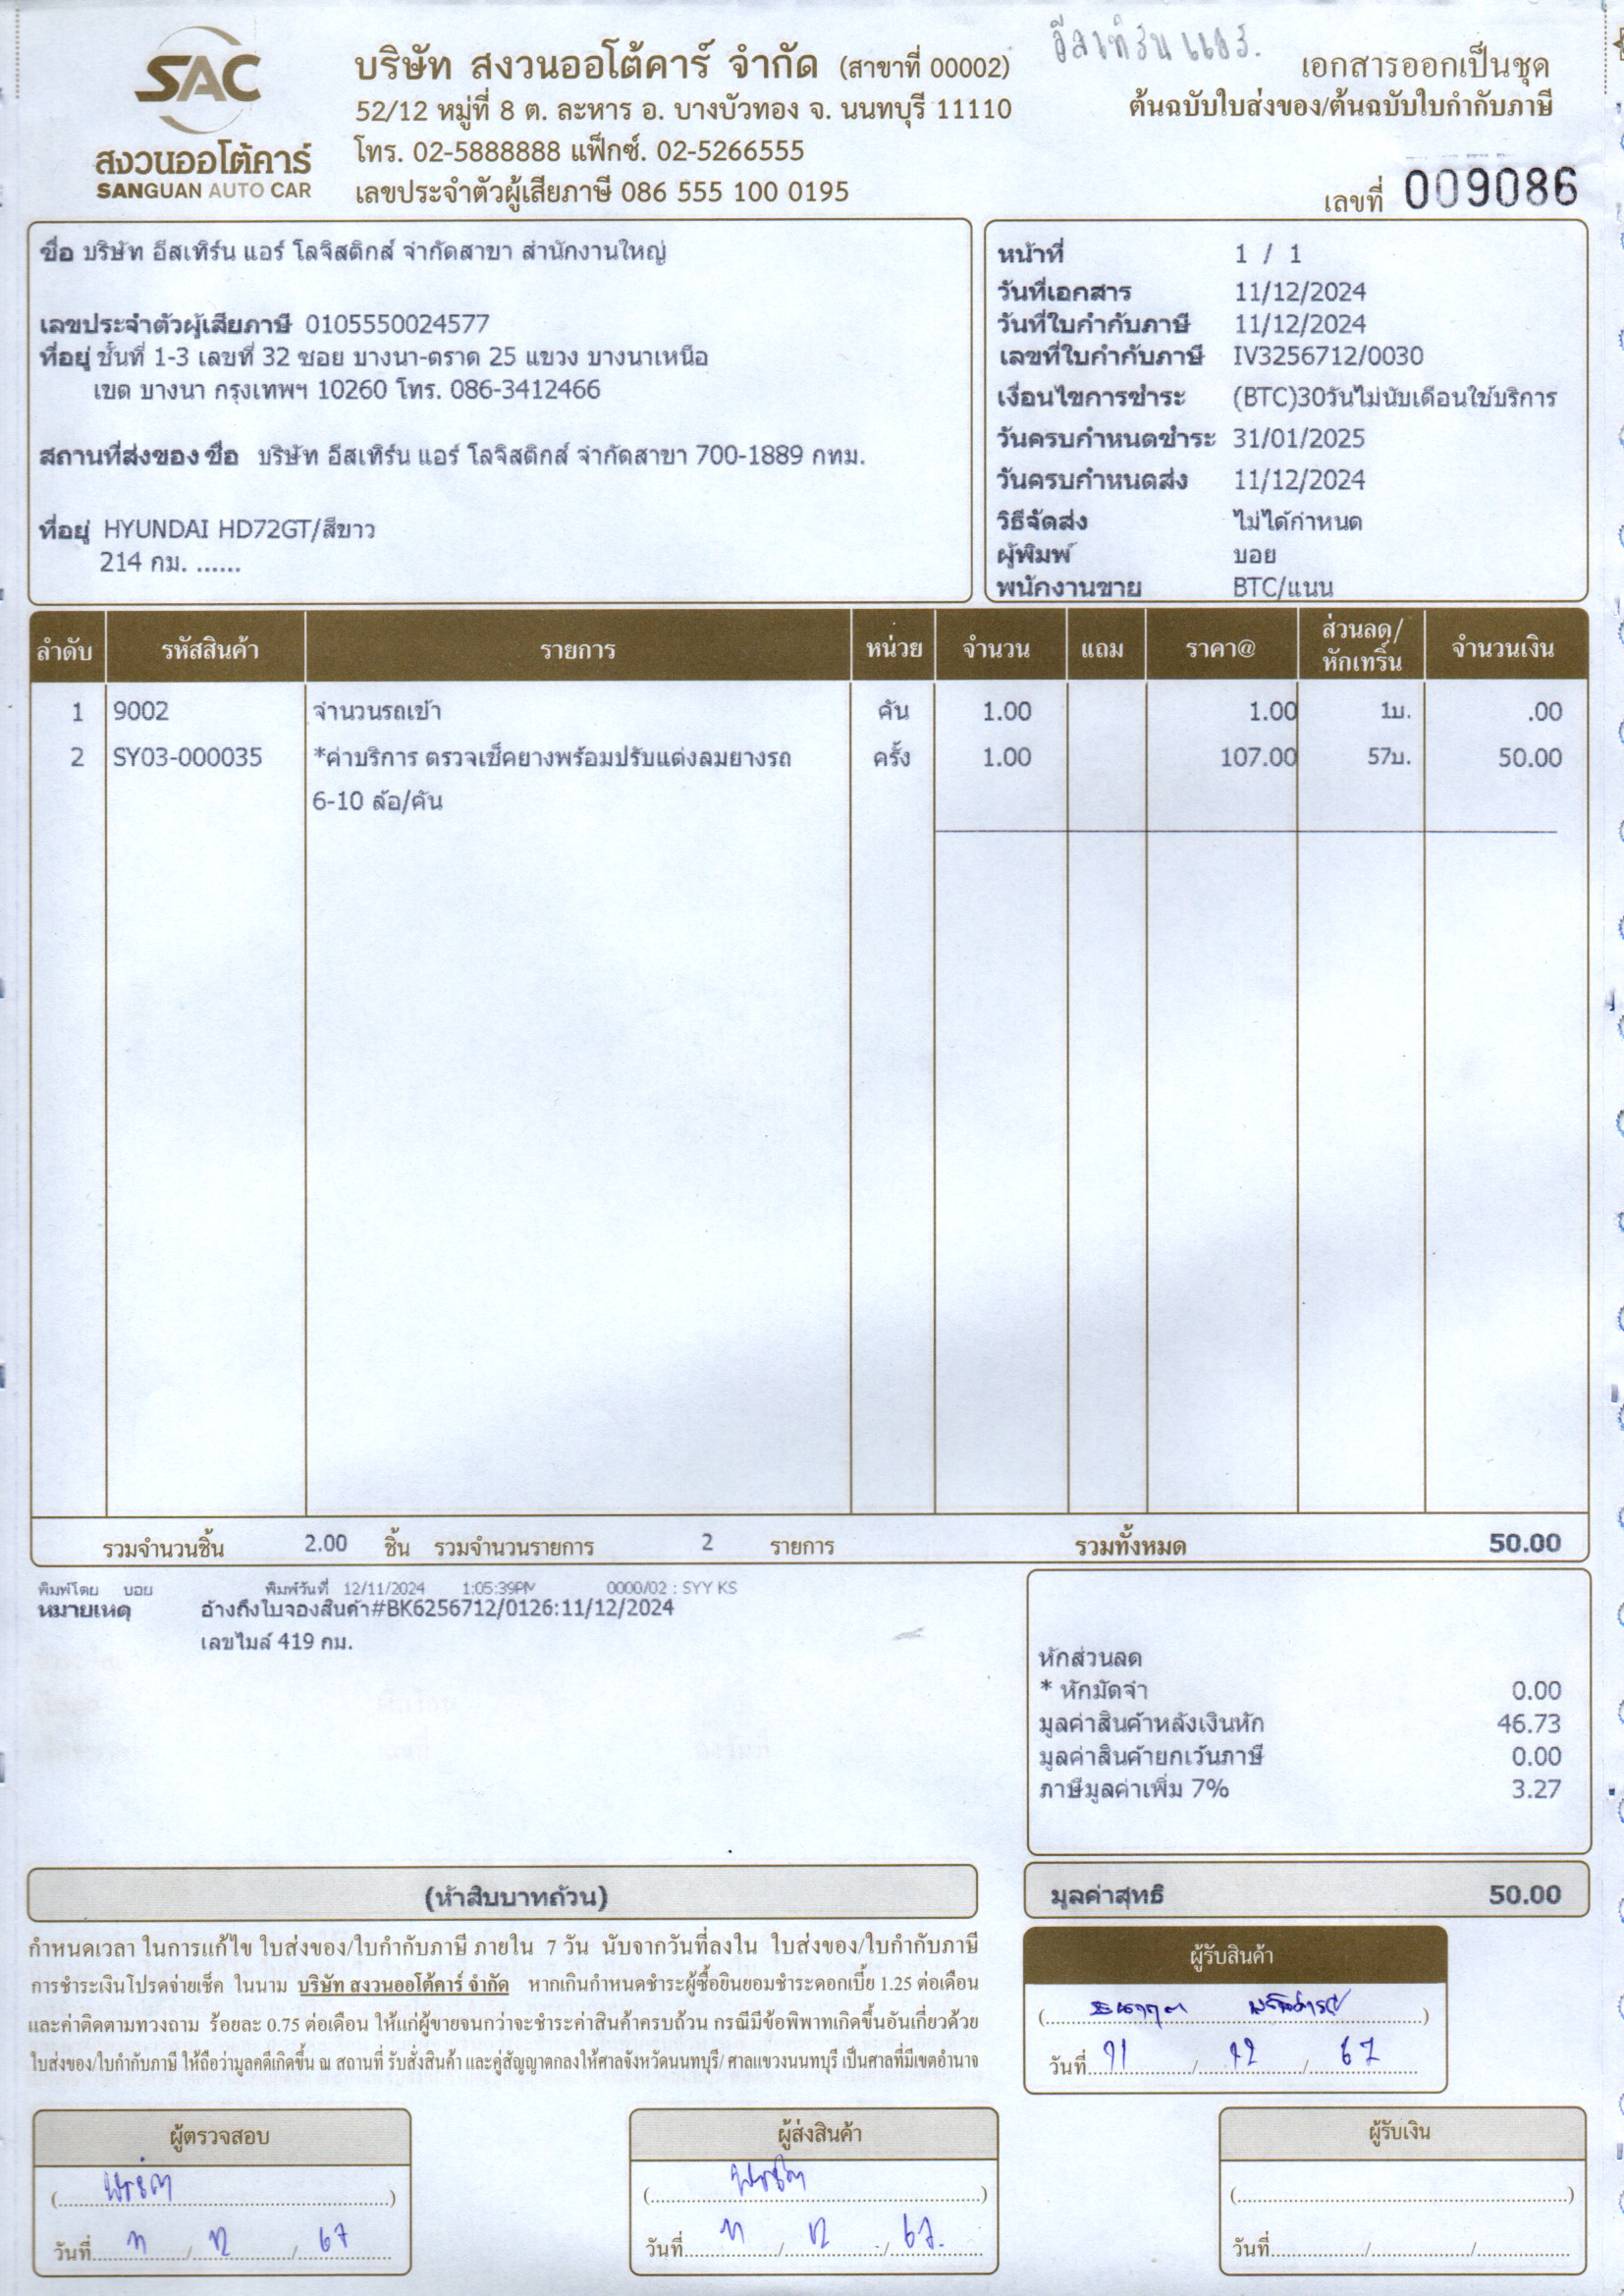 อีสเทิร์น แอร์.
SAC
สงวนออโต้คาร์
SANGUAN AUTO CAR
บริษัท สงวนออโต้คาร์ จำกัด (สาขาที่ 00002)
52/12 หมู่ที่ 8 ต. ละหาร อ. บางบัวทอง จ. นนทบุรี 11110
โทร. 02-5888888 แฟ็กซ์. 02-5266555
เลขประจำตัวผู้เสียภาษี 086 555 100 0195
เอกสารออกเป็นชุด
ต้นฉบับใบส่งของ/ต้นฉบับใบกำกับภาษี
เลขที่ 009086
ชื่อ บริษัท อีสเทิร์น แอร์ โลจิสติกส์ จำกัดสาขา สำนักงานใหญ่
เลขประจำตัวผู้เสียภาษี 0105550024577
ที่อยู่ ชั้นที่ 1-3 เลขที่ 32 ซอย บางนา-ตราด 25 แขวง บางนาเหนือ
เขต บางนา กรุงเทพฯ 10260 โทร. 086-3412466
สถานที่ส่งของ ชื่อ บริษัท อีสเทิร์น แอร์ โลจิสติกส์ จำกัดสาขา 700-1889 กทม.
ที่อยู่ HYUNDAI HD72GT/สีขาว
214 กม. ......
หน้าที่ 1 / 1
วันที่เอกสาร 11/12/2024
วันที่ใบกำกับภาษี 11/12/2024
เลขที่ใบกำกับภาษี IV3256712/0030
เงื่อนไขการชำระ (BTC)30วันไม่นับเดือนใช้บริการ
วันครบกำหนดชำระ 31/01/2025
วันครบกำหนดส่ง 11/12/2024
วิธีจัดส่ง ไม่ได้กำหนด
ผู้พิมพ์ บอย
พนักงานขาย BTC/แนน
ลำดับ รหัสสินค้า รายการ หน่วย จำนวน แถม ราคา@ ส่วนลด/หักเทริ์น จำนวนเงิน
1 9002 จำนวนรถเข้า คัน 1.00 1.00 1บ. .00
2 SY03-000035 *ค่าบริการ ตรวจเช็คยางพร้อมปรับแต่งลมยางรถ ครั้ง 1.00 107.00 57บ. 50.00
6-10 ล้อ/คัน
รวมจำนวนชิ้น 2.00 ชิ้น รวมจำนวนรายการ 2 รายการ รวมทั้งหมด 50.00
พิมพ์โดย บอย พิมพ์วันที่ 12/11/2024 1:05:39PM 0000/02 : SYY KS
หมายเหตุ อ้างถึงใบจองสินค้า#BK6256712/0126:11/12/2024
เลขไมล์ 419 กม.
หักส่วนลด
* หักมัดจำ 0.00
มูลค่าสินค้าหลังเงินหัก 46.73
มูลค่าสินค้ายกเว้นภาษี 0.00
ภาษีมูลค่าเพิ่ม 7% 3.27
(ห้าสิบบาทถ้วน)
มูลค่าสุทธิ 50.00
กำหนดเวลา ในการแก้ไข ใบส่งของ/ใบกำกับภาษี ภายใน 7 วัน นับจากวันที่ลงใน ใบส่งของ/ใบกำกับภาษี
การชำระเงินโปรดจ่ายเช็ค ในนาม บริษัท สงวนออโต้คาร์ จำกัด หากเกินกำหนดชำระผู้ซื้อยินยอมชำระดอกเบี้ย 1.25 ต่อเดือน
และค่าติดตามทวงถาม ร้อยละ 0.75 ต่อเดือน ให้แก่ผู้ขายจนกว่าจะชำระค่าสินค้าครบถ้วน กรณีมีข้อพิพาทเกิดขึ้นอันเกี่ยวด้วย
ใบส่งของ/ใบกำกับภาษี ให้ถือว่ามูลคดีเกิดขึ้น ณ สถานที่ รับสั่งสินค้า และคู่สัญญาตกลงให้ศาลจังหวัดนนทบุรี/ ศาลแขวงนนทบุรี เป็นศาลที่มีเขตอำนาจ
ผู้รับสินค้า
วันที่ 11 / 12 / 67
ผู้ตรวจสอบ
วันที่ 11 / 12 / 67
ผู้ส่งสินค้า
วันที่ 11 / 12 / 67.
ผู้รับเงิน
วันที่